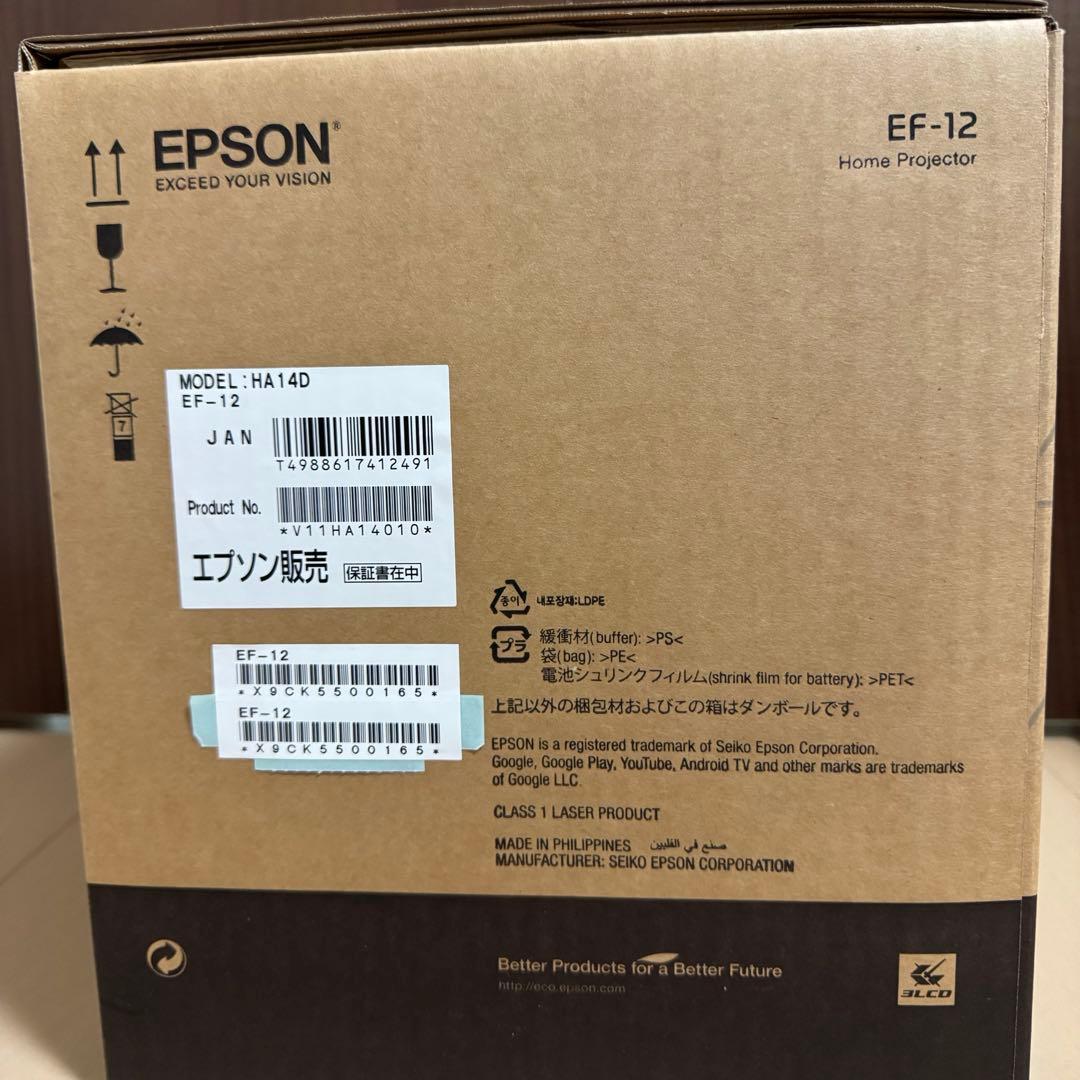 EPSON®
EXCEED YOUR VISION
EF-12
Home Projector
7
MODEL:HA14D
EF-12
JAN
T4988617412491
Product No.
*V11HA14010*
エプソン販売 保証書在中
EF-12
*X9CK5500165*
EF-12
*X9CK5500165*
종이 내포장재:LDPE
プラ 緩衝材(buffer): >PS<
袋(bag): >PE<
電池シュリンクフィルム(shrink film for battery): >PET<
上記以外の梱包材およびこの箱はダンボールです。
EPSON is a registered trademark of Seiko Epson Corporation.
Google, Google Play, YouTube, Android TV and other marks are trademarks
of Google LLC.
CLASS 1 LASER PRODUCT
MADE IN PHILIPPINES صنع في الفلبين
MANUFACTURER: SEIKO EPSON CORPORATION
Better Products for a Better Future
http://eco.epson.com
3LCD